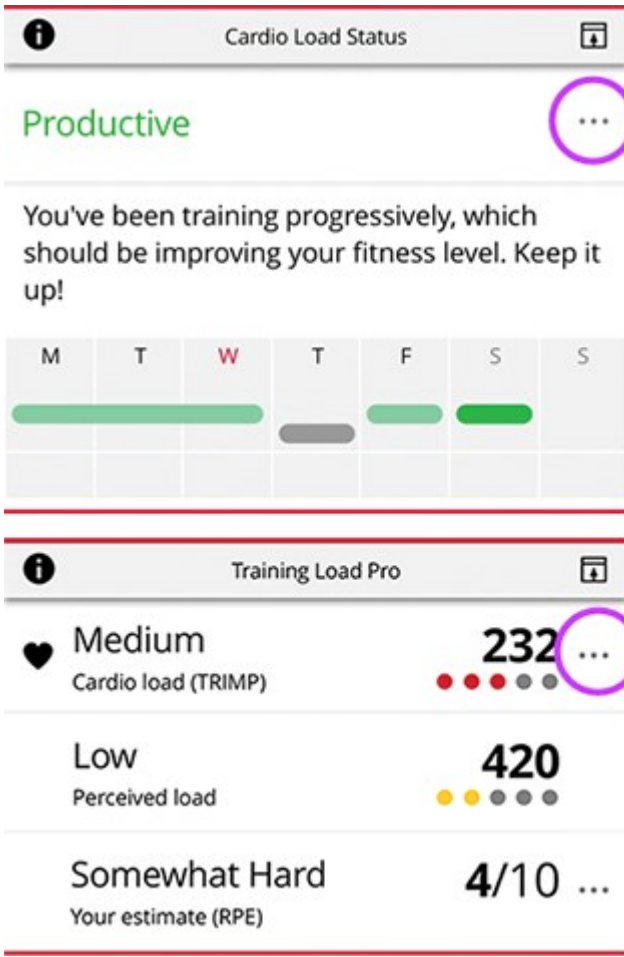 Cardio Load Status
Productive
You've been training progressively, which
should be improving your fitness level. Keep it
up!
M T W T F S S
Training Load Pro
Medium 232
Cardio load (TRIMP)
Low 420
Perceived load
Somewhat Hard 4/10
Your estimate (RPE)